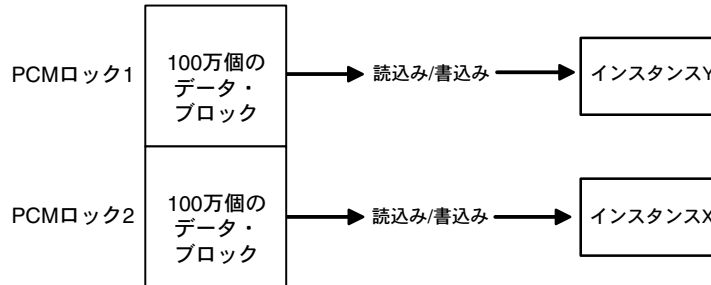 PCMロック1
100万個の
データ・
ブロック
読込み/書込み
インスタンスY
PCMロック2
100万個の
データ・
ブロック
読込み/書込み
インスタンスX